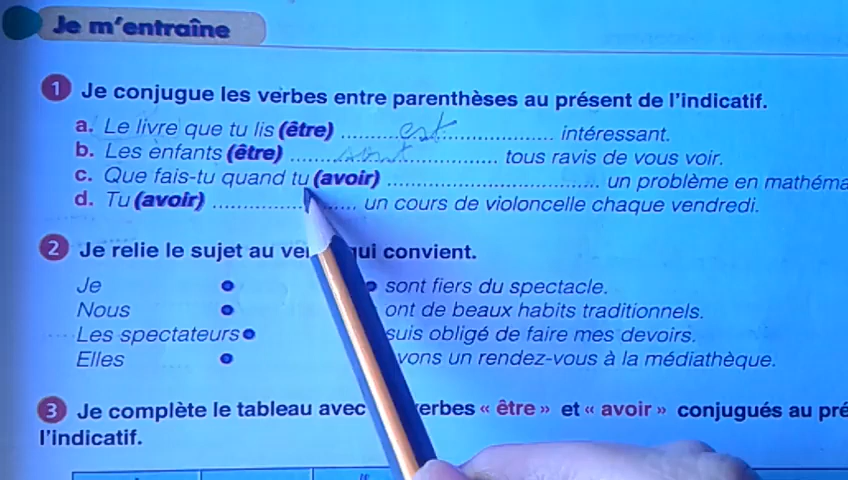 Je m'entraîne
1 Je conjugue les verbes entre parenthèses au présent de l'indicatif.
a. Le livre que tu lis (être) ........ est ........ intéressant.
b. Les enfants (être) ........ sont ........ tous ravis de vous voir.
c. Que fais-tu quand tu (avoir) ................ un problème en mathéma
d. Tu (avoir) ................ un cours de violoncelle chaque vendredi.
2 Je relie le sujet au ve qui convient.
Je sont fiers du spectacle.
Nous ont de beaux habits traditionnels.
Les spectateurs suis obligé de faire mes devoirs.
Elles vons un rendez-vous à la médiathèque.
3 Je complète le tableau avec verbes « être » et « avoir » conjugués au pré
l'indicatif.